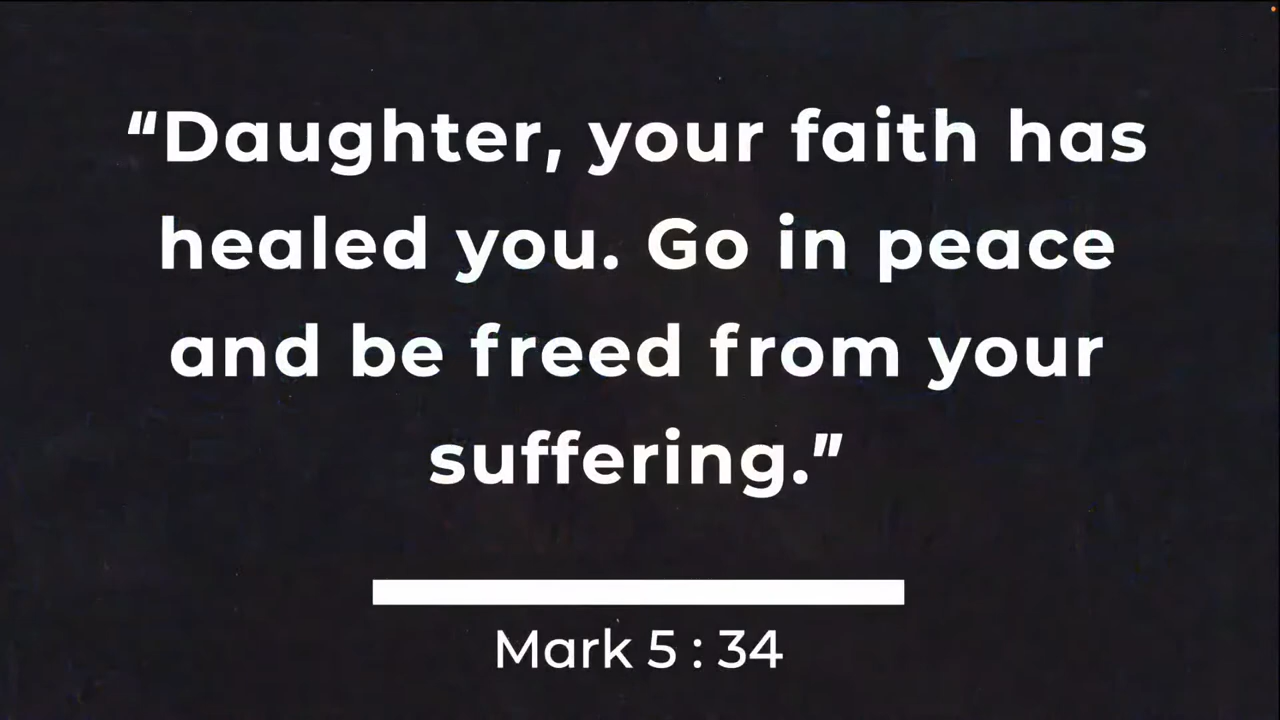 “Daughter, your faith has
healed you. Go in peace
and be freed from your
suffering.”
Mark 5 : 34